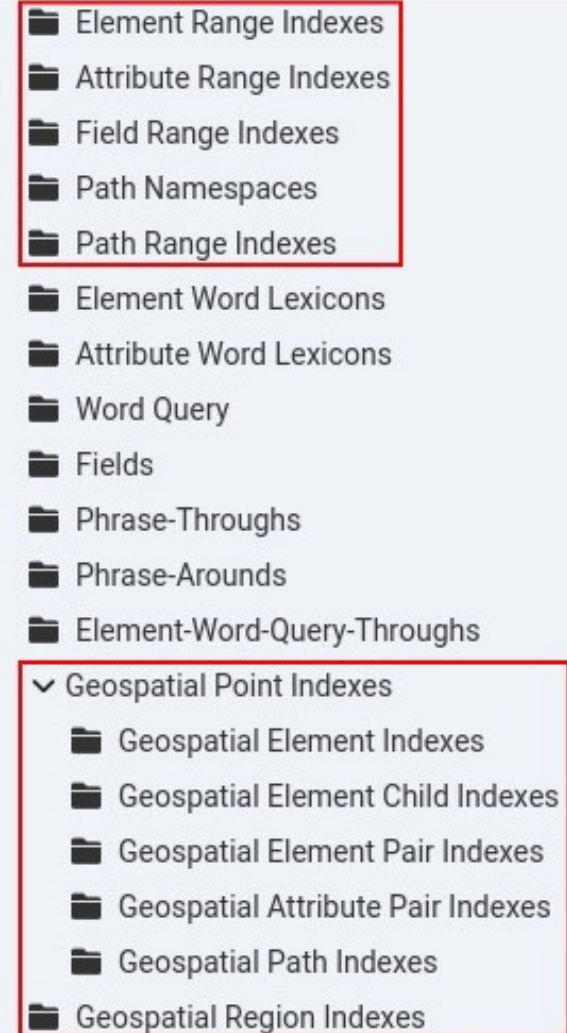 Element Range Indexes
Attribute Range Indexes
Field Range Indexes
Path Namespaces
Path Range Indexes
Element Word Lexicons
Attribute Word Lexicons
Word Query
Fields
Phrase-Throughs
Phrase-Arounds
Element-Word-Query-Throughs
Geospatial Point Indexes
Geospatial Element Indexes
Geospatial Element Child Indexes
Geospatial Element Pair Indexes
Geospatial Attribute Pair Indexes
Geospatial Path Indexes
Geospatial Region Indexes